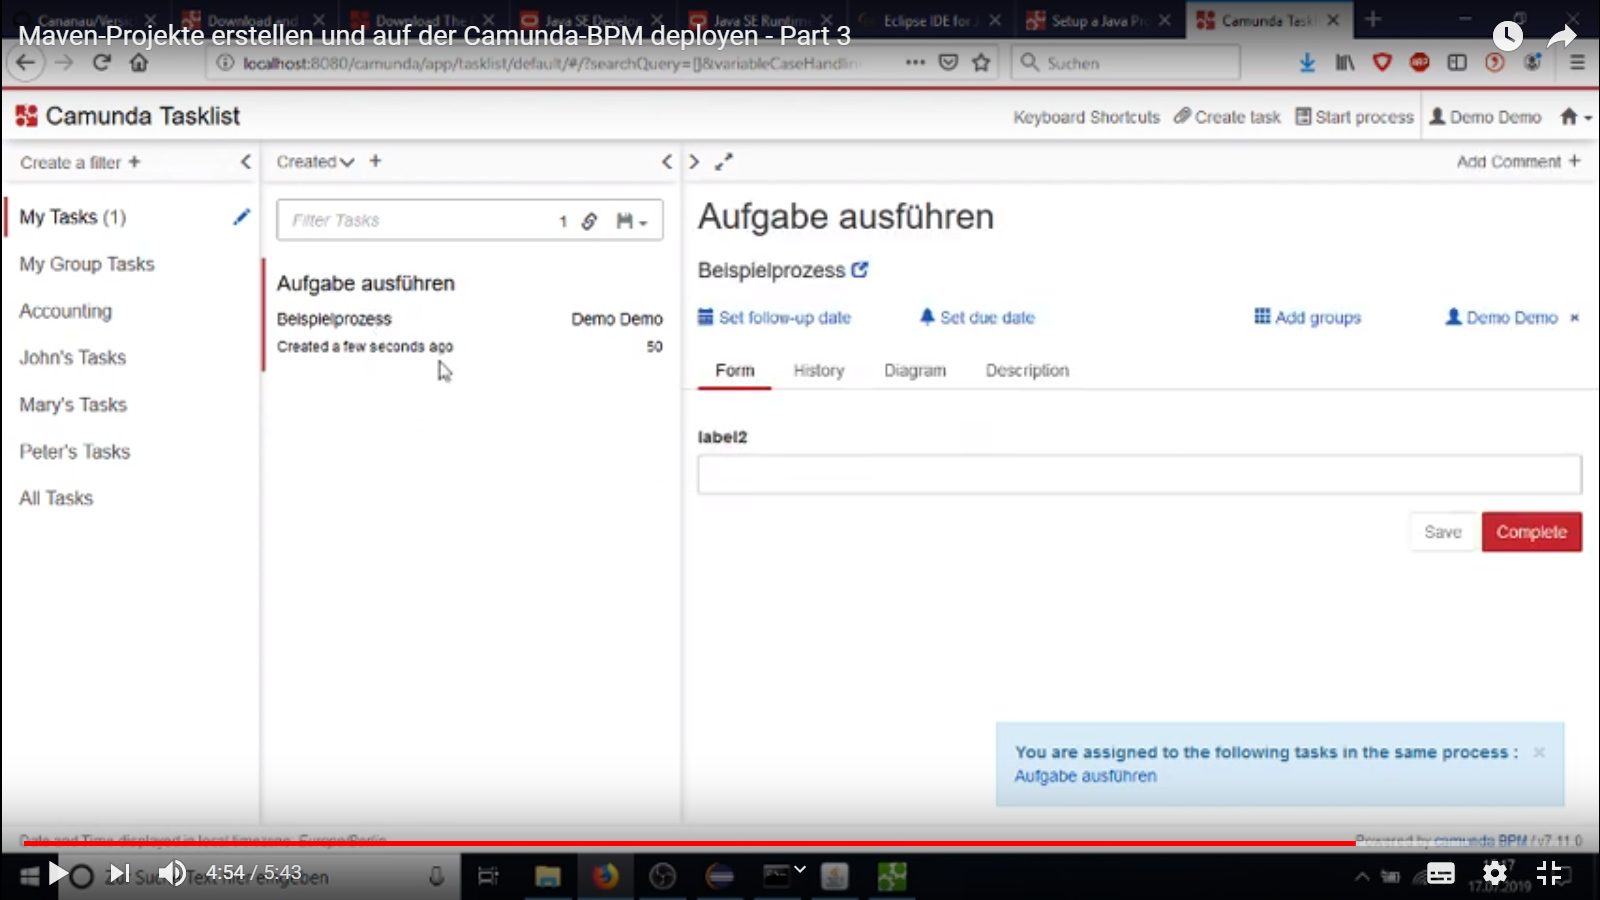 Cananau/Versi
Download and
Download The
Java SE Develo
Java SE Runtim
Eclipse IDE for J
Setup a Java Pro
Camunda Taskl
Maven-Projekte erstellen und auf der Camunda-BPM deployen - Part 3
localhost:8080/camunda/app/tasklist/default/#/?searchQuery=[]&variableCaseHandlin
Suchen
Camunda Tasklist
Keyboard Shortcuts
Create task
Start process
Demo Demo
Create a filter +
Created
+
Add Comment +
My Tasks (1)
My Group Tasks
Accounting
John's Tasks
Mary's Tasks
Peter's Tasks
All Tasks
Filter Tasks
1
Aufgabe ausführen
Beispielprozess
Demo Demo
Created a few seconds ago
50
Aufgabe ausführen
Beispielprozess
Set follow-up date
Set due date
Add groups
Demo Demo ×
Form
History
Diagram
Description
label2
Save
Complete
You are assigned to the following tasks in the same process : ×
Aufgabe ausführen
Date and Time displayed in local timezone: Europe/Berlin
Powered by camunda BPM / v7.11.0
4:54 / 5:43
Text hier eingeben
17.07.2019